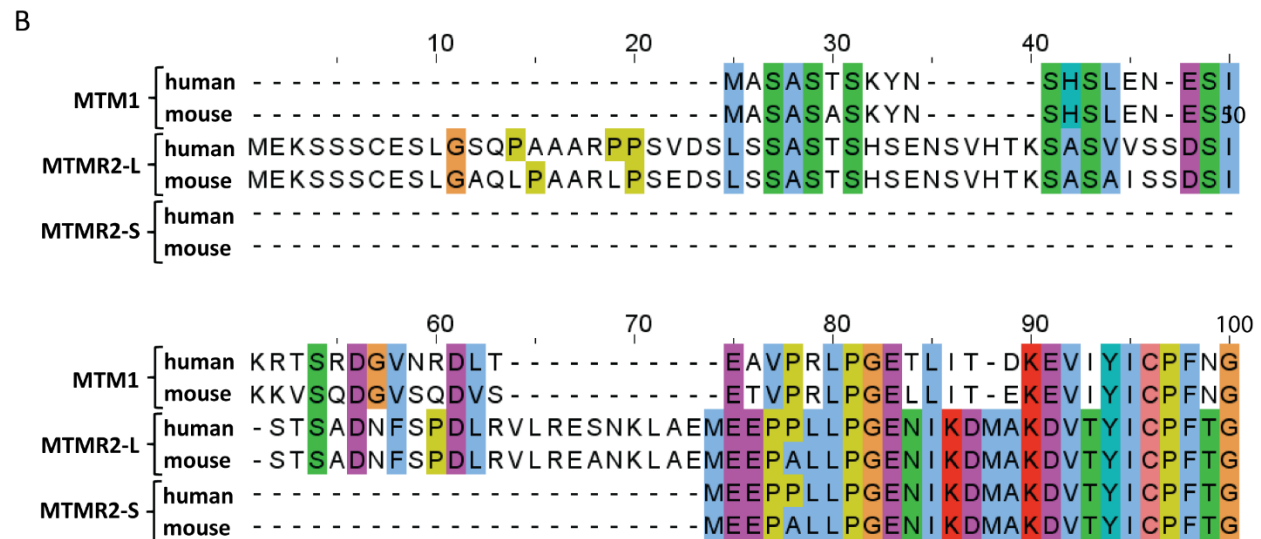 B
10 20 30 40
MTM1
human ------------------------MASASTSKYN------SHSLEN-ESI
mouse ------------------------MASASASKYN------SHSLEN-ESI
50
MTMR2-L
human MEKSSSCESLGSQPAAARPPSVDSLSSASTSHSENSVHTKSASVVSSDSI
mouse MEKSSSCESLGAQLPAARLPSEDSLSSASTSHSENSVHTKSASAISSDSI
MTMR2-S
human --------------------------------------------------
mouse --------------------------------------------------
60 70 80 90 100
MTM1
human KRTSRDGVNRDLT-----------EAVPRLPGETLIT-DKEVIYICPFNG
mouse KKVSQDGVSQDVS-----------ETVPRLPGELLIT-EKEVIYICPFNG
MTMR2-L
human -STSADNFSPDLRVLRESNKLAEMEEPPLLPGENIKDMAKDVTYICPFTG
mouse -STSADNFSPDLRVLREANKLAEMEEPALLPGENIKDMAKDVTYICPFTG
MTMR2-S
human -----------------------MEEPPLLPGENIKDMAKDVTYICPFTG
mouse -----------------------MEEPALLPGENIKDMAKDVTYICPFTG